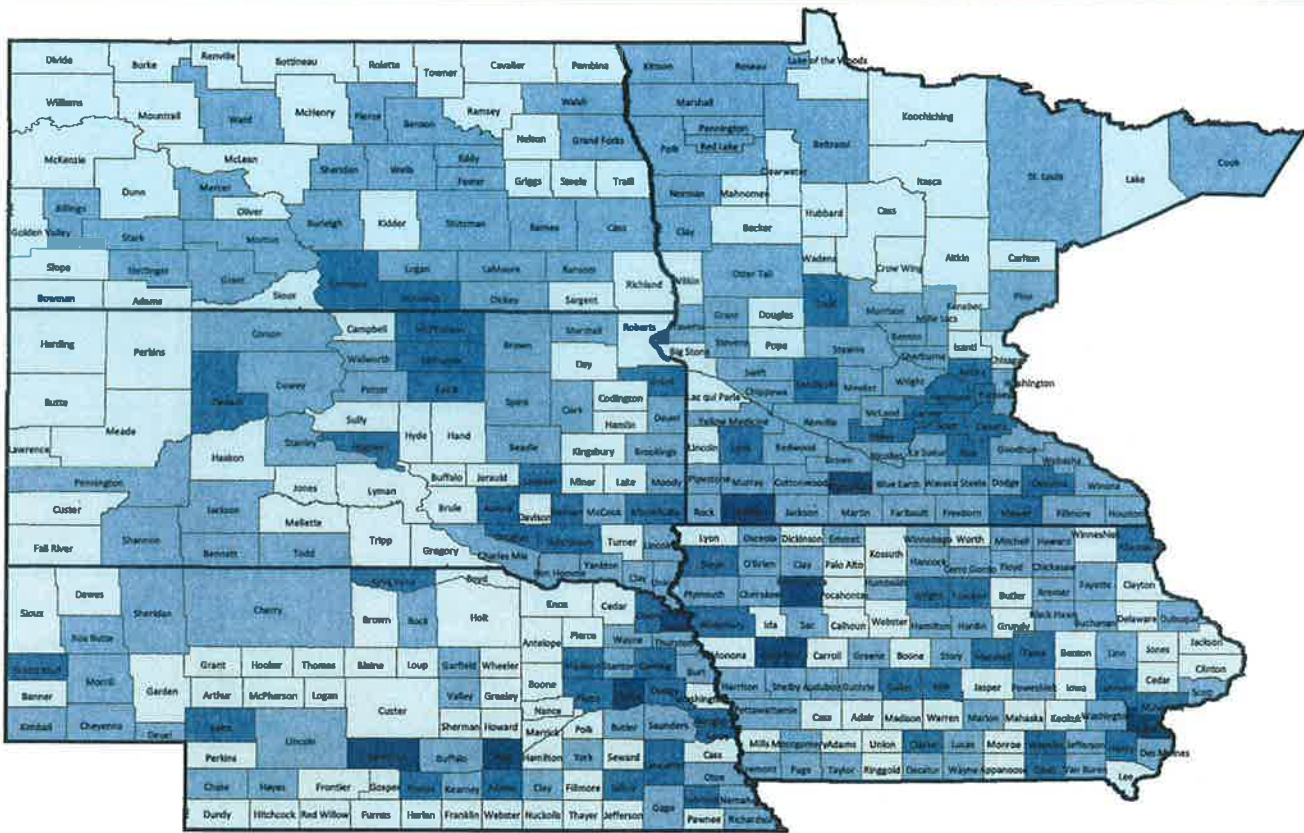 Divide Burke Renville Bottineau Rolette Towner Cavalier Pembina Kittson Roseau Lake of the Woods
Williams Mountrail Ward McHenry Pierce Benson Ramsey Walsh Marshall Koochiching
Nelson Grand Forks Pennington Red Lake Polk Beltrami
McKenzie McLean Sheridan Wells Eddy Foster Griggs Steele Traill Clearwater Itasca St. Louis Lake Cook
Dunn Mercer Oliver Norman Mahnomen Hubbard Cass
Billings Golden Valley Stark Morton Burleigh Kidder Stutsman Barnes Cass Clay Becker
Slope Hettinger Grant Logan LaMoure Ransom Richland Wilkin Otter Tail Wadena Crow Wing Aitkin Carlton
Bowman Adams Sioux Dickey Sargent Grant Douglas Todd Morrison Mille Lacs Kanabec Pine
Harding Perkins Corson Campbell McPherson Brown Marshall Roberts Traverse Big Stone Stevens Pope Stearns Benton Sherburne Isanti Chisago
Walworth Edmunds Day Swift Wright Anoka Washington
Butte Dewey Ziebach Potter Faulk Spink Clark Codington Grant Lac qui Parle Chippewa Kandiyohi Meeker McLeod
Meade Sully Hamlin Deuel Yellow Medicine Renville Sibley Scott Dakota
Lawrence Haakon Stanley Hughes Hyde Hand Beadle Kingsbury Brookings Lincoln Lyon Redwood Brown Nicollet Le Sueur Rice Goodhue Wabasha
Pennington Jones Lyman Buffalo Jerauld Miner Lake Moody Pipestone Murray Cottonwood Blue Earth Waseca Steele Dodge Olmsted Winona
Custer Jackson Mellette Brule Aurora Davison McCook Minnehaha Rock Jackson Martin Faribault Freeborn Mower Fillmore Houston
Fall River Shannon Bennett Todd Tripp Gregory Charles Mix Douglas Hutchinson Turner Lincoln Lyon Osceola Dickinson Emmet Kossuth Winnebago Worth Mitchell Howard
Bon Homme Yankton Clay Union Sioux O'Brien Clay Palo Alto Hancock Cerro Gordo Floyd Chickasaw
Sioux Dawes Sheridan Cherry Keya Paha Boyd Knox Cedar Plymouth Cherokee Pocahontas Humboldt Wright Franklin Butler Bremer Fayette Clayton
Box Butte Brown Rock Holt Antelope Pierce Wayne Thurston Woodbury Ida Sac Calhoun Webster Hamilton Hardin Grundy Black Hawk Buchanan Delaware Dubuque
Scotts Bluff Grant Hooker Thomas Blaine Loup Garfield Wheeler Madison Stanton Cuming Burt Monona Crawford Carroll Greene Boone Story Marshall Tama Benton Linn Jones Jackson
Banner Morrill Garden Arthur McPherson Logan Custer Valley Greeley Boone Platte Colfax Dodge Washington Harrison Shelby Audubon Guthrie Dallas Polk Jasper Poweshiek Iowa Johnson Cedar Clinton Scott
Kimball Cheyenne Deuel Keith Lincoln Sherman Howard Nance Merrick Polk Butler Saunders Pottawattamie Cass Adair Madison Warren Marion Mahaska Keokuk Washington
Perkins Dawson Buffalo Hall Hamilton York Seward Lancaster Cass Otoe Mills Montgomery Adams Union Clarke Lucas Monroe Wapello Jefferson Henry Des Moines
Chase Hayes Frontier Gosper Phelps Kearney Adams Clay Fillmore Saline Gage Johnson Nemaha Fremont Page Taylor Ringgold Decatur Wayne Appanoose Davis Van Buren Lee
Dundy Hitchcock Red Willow Furnas Harlan Franklin Webster Nuckolls Thayer Jefferson Pawnee Richardson